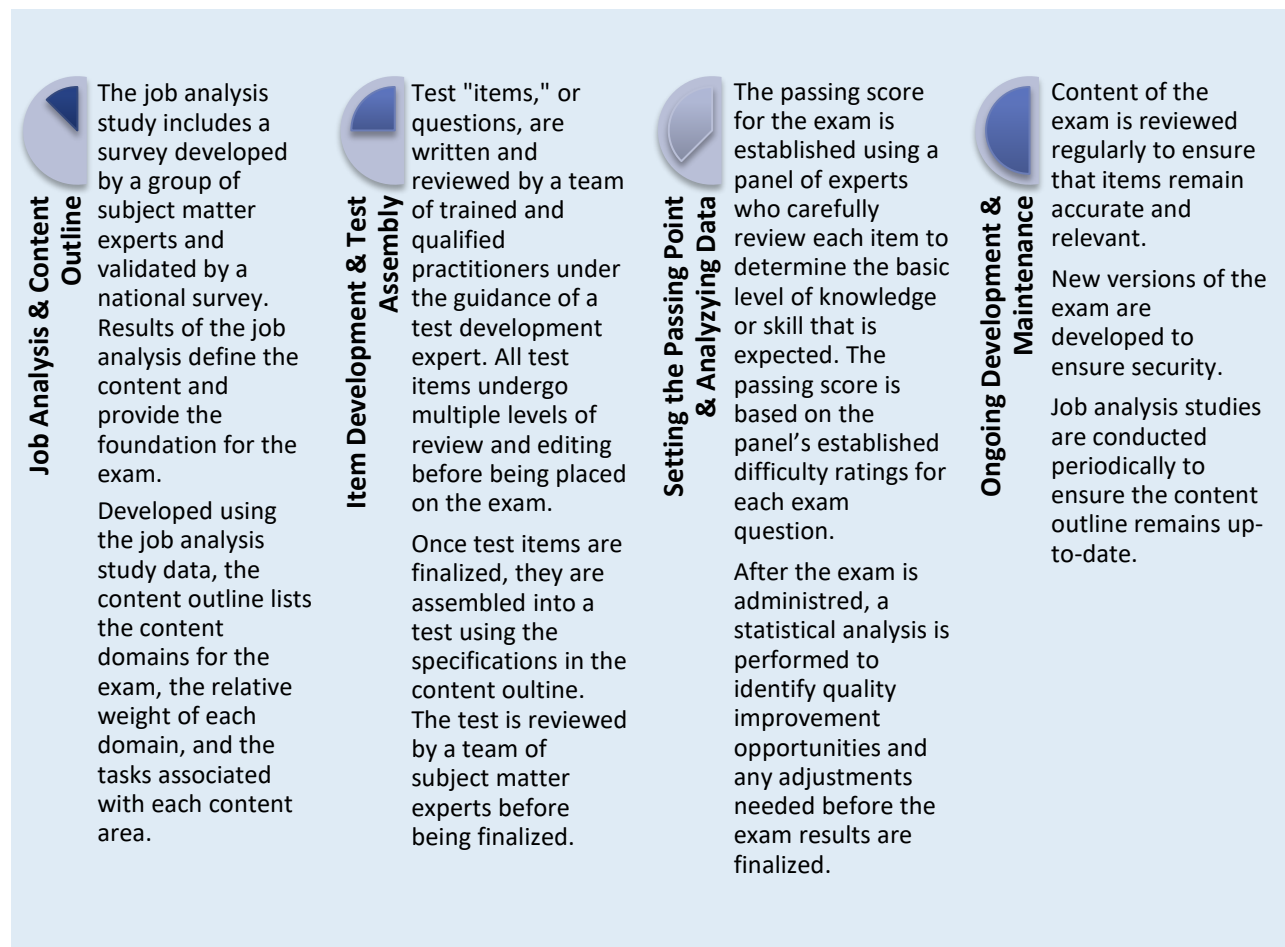 Job Analysis & Content
Outline
The job analysis
study includes a
survey developed
by a group of
subject matter
experts and
validated by a
national survey.
Results of the job
analysis define the
content and
provide the
foundation for the
exam.
Developed using
the job analysis
study data, the
content outline lists
the content
domains for the
exam, the relative
weight of each
domain, and the
tasks associated
with each content
area.
Item Development & Test
Assembly
Test "items," or
questions, are
written and
reviewed by a team
of trained and
qualified
practitioners under
the guidance of a
test development
expert. All test
items undergo
multiple levels of
review and editing
before being placed
on the exam.
Once test items are
finalized, they are
assembled into a
test using the
specifications in the
content oultine.
The test is reviewed
by a team of
subject matter
experts before
being finalized.
Setting the Passing Point
& Analyzying Data
The passing score
for the exam is
established using a
panel of experts
who carefully
review each item to
determine the basic
level of knowledge
or skill that is
expected. The
passing score is
based on the
panel’s established
difficulty ratings for
each exam
question.
After the exam is
administred, a
statistical analysis is
performed to
identify quality
improvement
opportunities and
any adjustments
needed before the
exam results are
finalized.
Ongoing Development &
Maintenance
Content of the
exam is reviewed
regularly to ensure
that items remain
accurate and
relevant.
New versions of the
exam are
developed to
ensure security.
Job analysis studies
are conducted
periodically to
ensure the content
outline remains up-
to-date.